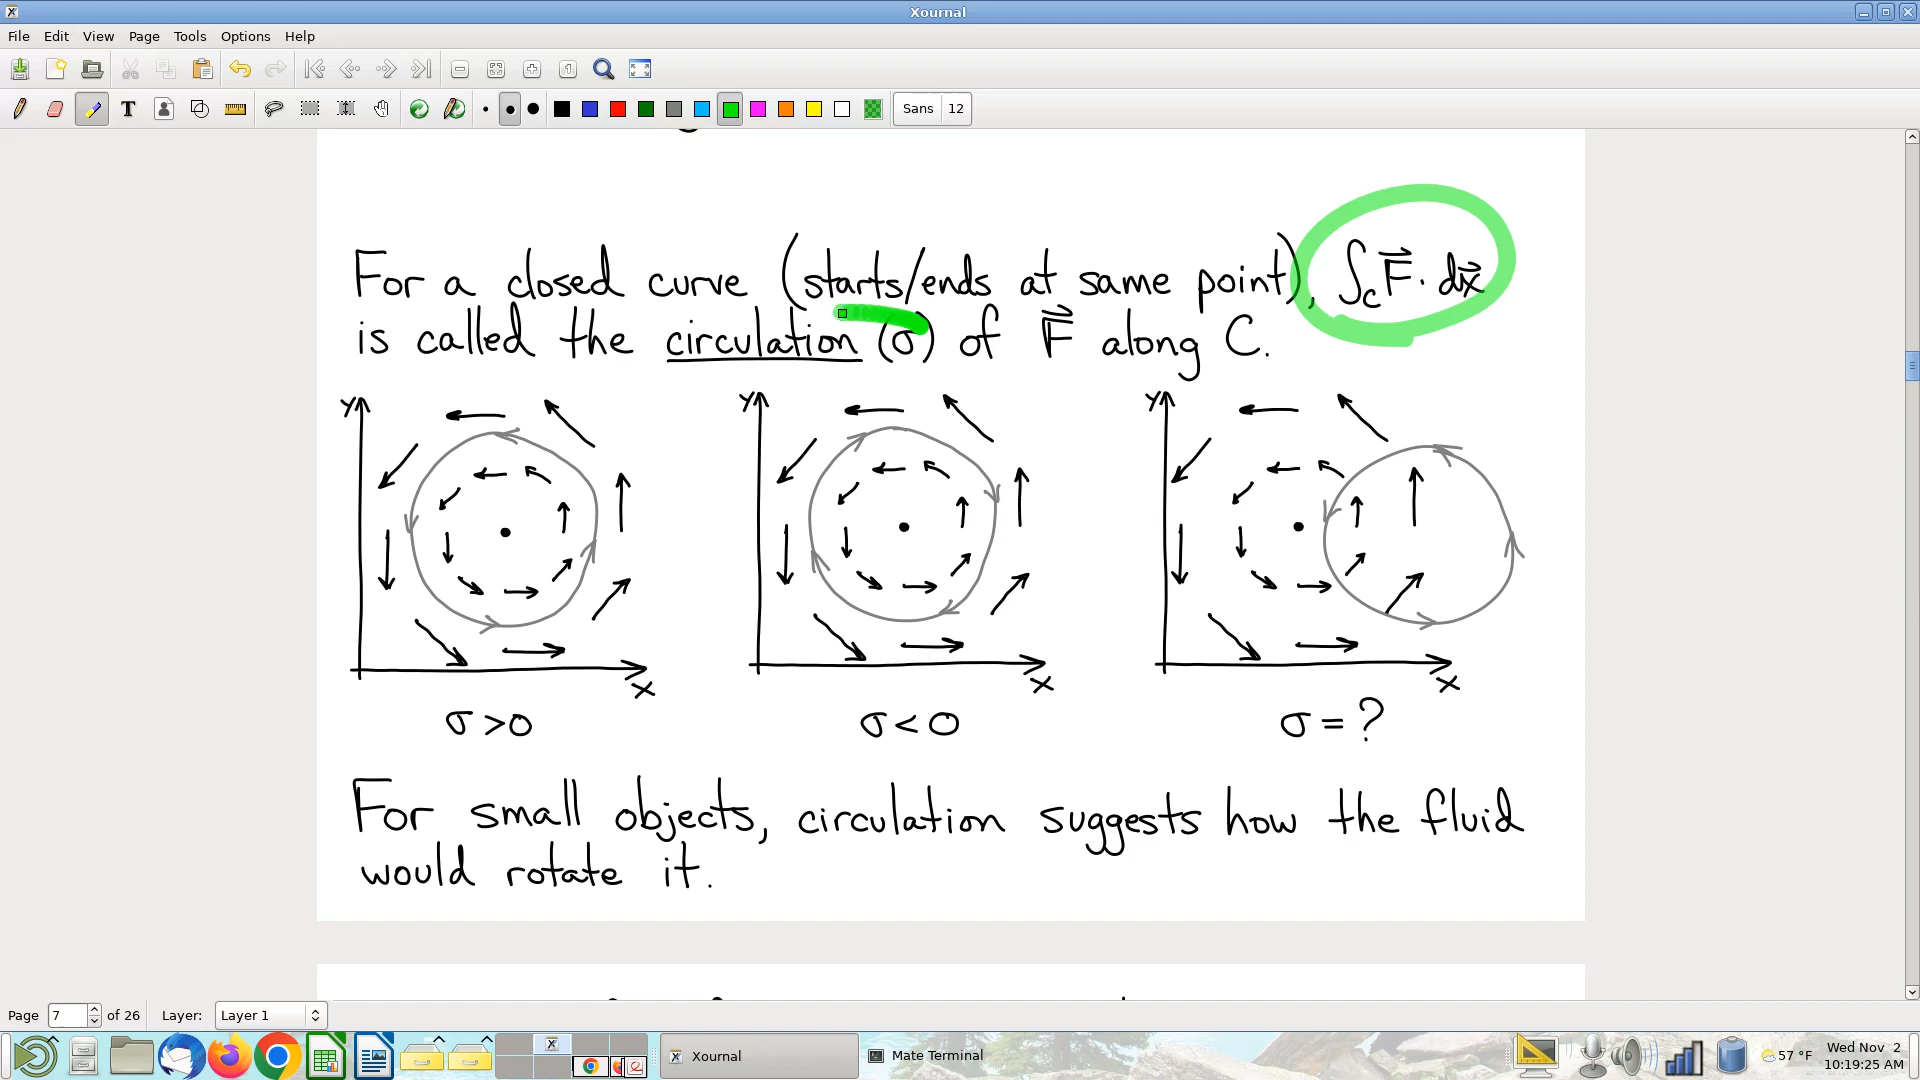 Xournal
File Edit View Page Tools Options Help
Sans 12
For a closed curve (starts/ends at same point), ∫_C F⃗ · dx⃗
is called the circulation (σ) of F⃗ along C.
y y y
x x x
σ > 0 σ < 0 σ = ?
For small objects, circulation suggests how the fluid
would rotate it.
Page 7 of 26 Layer: Layer 1
Xournal Mate Terminal 57 °F Wed Nov 2
10:19:25 AM